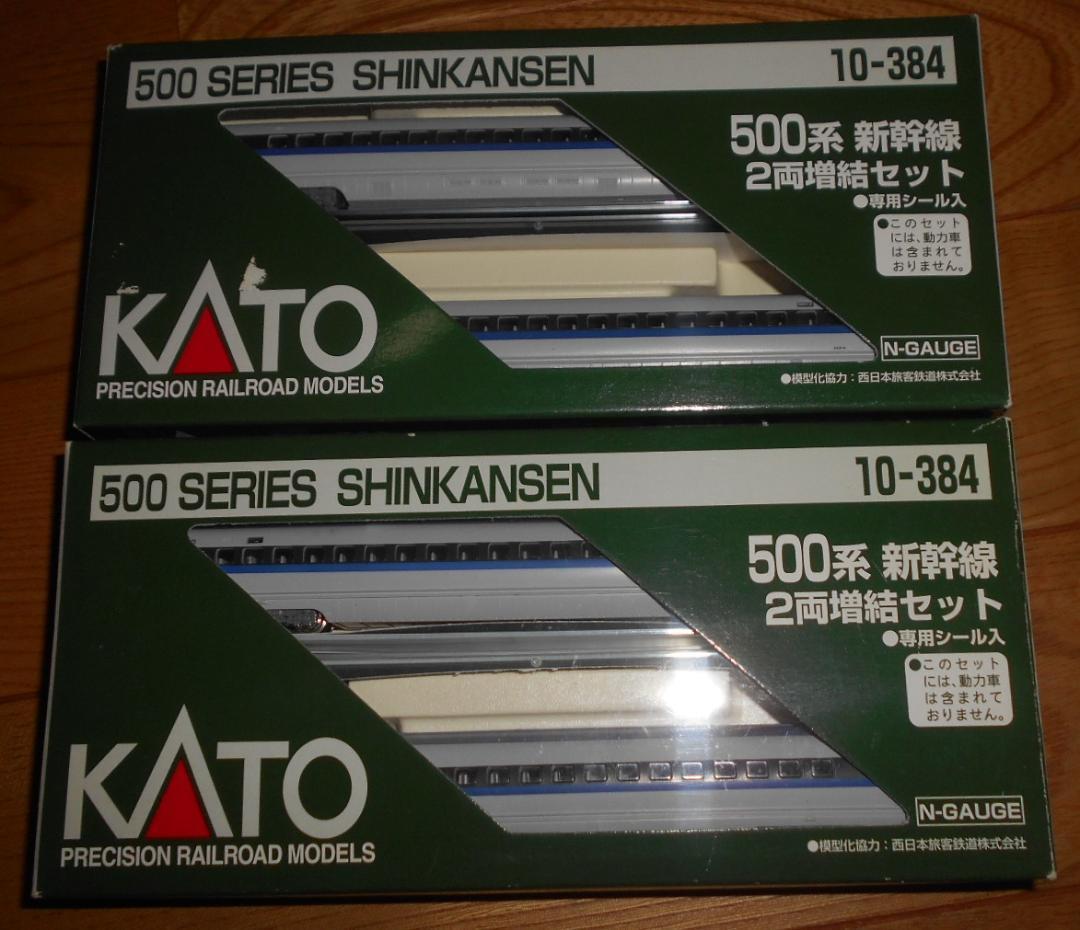 500 SERIES SHINKANSEN
10-384
500系 新幹線
2両増結セット
●専用シール入
●このセット
には、動力車
は含まれて
おりません。
KATO
PRECISION RAILROAD MODELS
N-GAUGE
●模型化協力：西日本旅客鉄道株式会社
500 SERIES SHINKANSEN
10-384
500系 新幹線
2両増結セット
●専用シール入
●このセット
には、動力車
は含まれて
おりません。
KATO
PRECISION RAILROAD MODELS
N-GAUGE
●模型化協力：西日本旅客鉄道株式会社